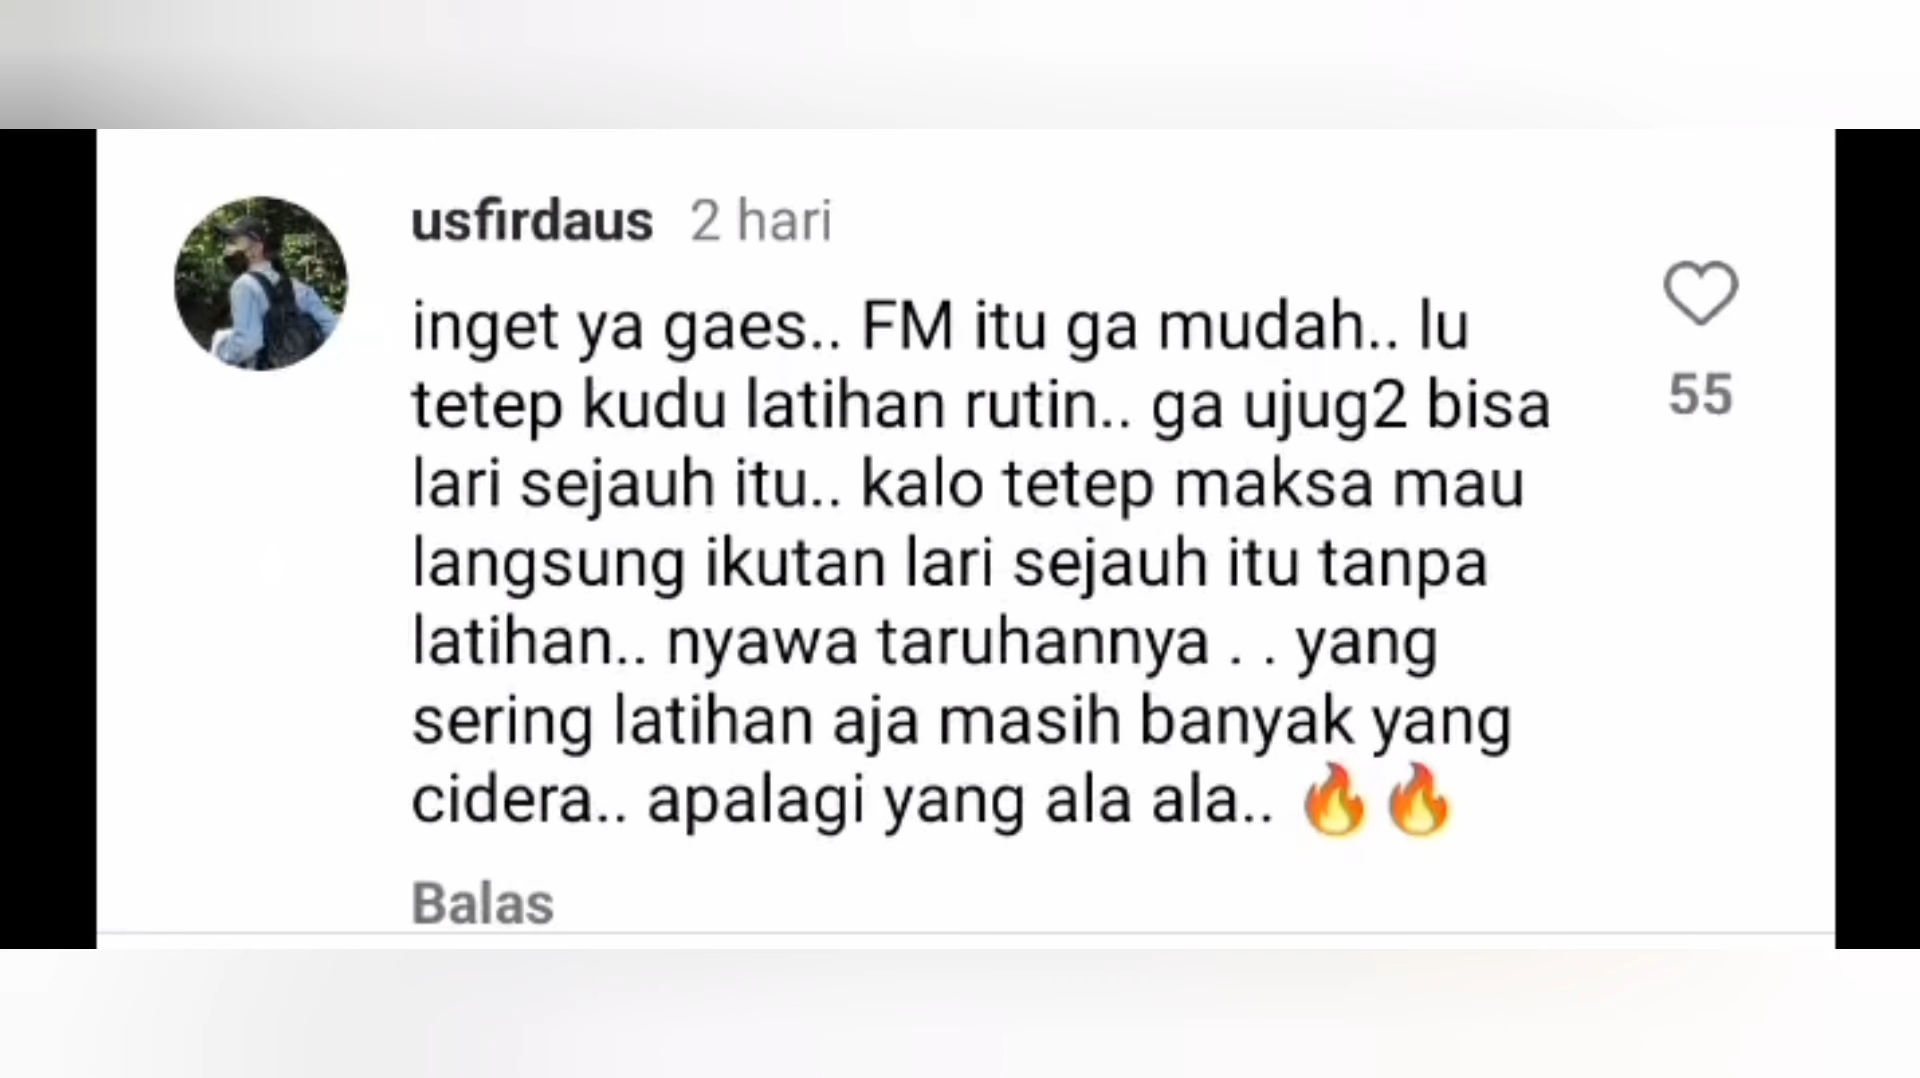 usfirdaus 2 hari
inget ya gaes.. FM itu ga mudah.. lu
tetep kudu latihan rutin.. ga ujug2 bisa
lari sejauh itu.. kalo tetep maksa mau
langsung ikutan lari sejauh itu tanpa
latihan.. nyawa taruhannya . . yang
sering latihan aja masih banyak yang
cidera.. apalagi yang ala ala.. 🔥🔥
55
Balas